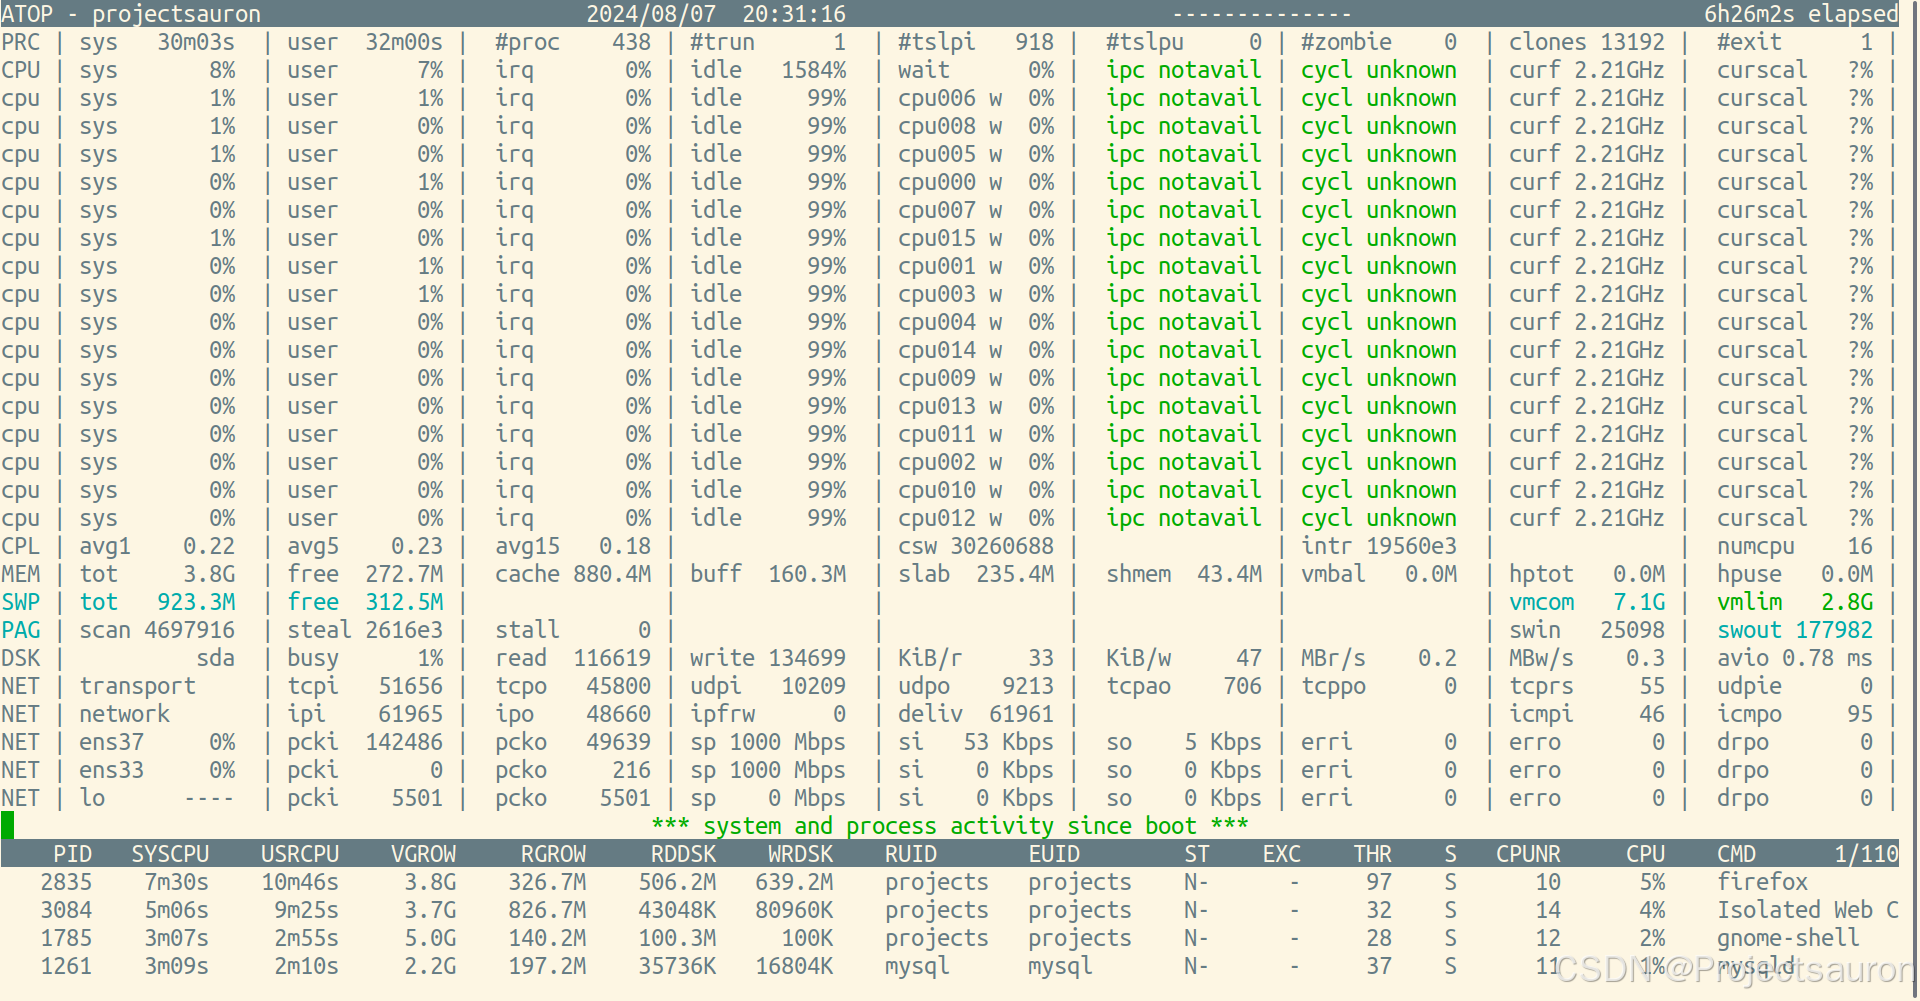 ATOP - projectsauron 2024/08/07 20:31:16 -------------- 6h26m2s elapsed
PRC | sys 30m03s | user 32m00s | #proc 438 | #trun 1 | #tslpi 918 | #tslpu 0 | #zombie 0 | clones 13192 | #exit 1 |
CPU | sys 8% | user 7% | irq 0% | idle 1584% | wait 0% | ipc notavail | cycl unknown | curf 2.21GHz | curscal ?% |
cpu | sys 1% | user 1% | irq 0% | idle 99% | cpu006 w 0% | ipc notavail | cycl unknown | curf 2.21GHz | curscal ?% |
cpu | sys 1% | user 0% | irq 0% | idle 99% | cpu008 w 0% | ipc notavail | cycl unknown | curf 2.21GHz | curscal ?% |
cpu | sys 1% | user 0% | irq 0% | idle 99% | cpu005 w 0% | ipc notavail | cycl unknown | curf 2.21GHz | curscal ?% |
cpu | sys 0% | user 1% | irq 0% | idle 99% | cpu000 w 0% | ipc notavail | cycl unknown | curf 2.21GHz | curscal ?% |
cpu | sys 0% | user 0% | irq 0% | idle 99% | cpu007 w 0% | ipc notavail | cycl unknown | curf 2.21GHz | curscal ?% |
cpu | sys 1% | user 0% | irq 0% | idle 99% | cpu015 w 0% | ipc notavail | cycl unknown | curf 2.21GHz | curscal ?% |
cpu | sys 0% | user 1% | irq 0% | idle 99% | cpu001 w 0% | ipc notavail | cycl unknown | curf 2.21GHz | curscal ?% |
cpu | sys 0% | user 1% | irq 0% | idle 99% | cpu003 w 0% | ipc notavail | cycl unknown | curf 2.21GHz | curscal ?% |
cpu | sys 0% | user 0% | irq 0% | idle 99% | cpu004 w 0% | ipc notavail | cycl unknown | curf 2.21GHz | curscal ?% |
cpu | sys 0% | user 0% | irq 0% | idle 99% | cpu014 w 0% | ipc notavail | cycl unknown | curf 2.21GHz | curscal ?% |
cpu | sys 0% | user 0% | irq 0% | idle 99% | cpu009 w 0% | ipc notavail | cycl unknown | curf 2.21GHz | curscal ?% |
cpu | sys 0% | user 0% | irq 0% | idle 99% | cpu013 w 0% | ipc notavail | cycl unknown | curf 2.21GHz | curscal ?% |
cpu | sys 0% | user 0% | irq 0% | idle 99% | cpu011 w 0% | ipc notavail | cycl unknown | curf 2.21GHz | curscal ?% |
cpu | sys 0% | user 0% | irq 0% | idle 99% | cpu002 w 0% | ipc notavail | cycl unknown | curf 2.21GHz | curscal ?% |
cpu | sys 0% | user 0% | irq 0% | idle 99% | cpu010 w 0% | ipc notavail | cycl unknown | curf 2.21GHz | curscal ?% |
cpu | sys 0% | user 0% | irq 0% | idle 99% | cpu012 w 0% | ipc notavail | cycl unknown | curf 2.21GHz | curscal ?% |
CPL | avg1 0.22 | avg5 0.23 | avg15 0.18 | | csw 30260688 | | intr 19560e3 | | numcpu 16 |
MEM | tot 3.8G | free 272.7M | cache 880.4M | buff 160.3M | slab 235.4M | shmem 43.4M | vmbal 0.0M | hptot 0.0M | hpuse 0.0M |
SWP | tot 923.3M | free 312.5M | | | | | | vmcom 7.1G | vmlim 2.8G |
PAG | scan 4697916 | steal 2616e3 | stall 0 | | | | | swin 25098 | swout 177982 |
DSK | sda | busy 1% | read 116619 | write 134699 | KiB/r 33 | KiB/w 47 | MBr/s 0.2 | MBw/s 0.3 | avio 0.78 ms |
NET | transport | tcpi 51656 | tcpo 45800 | udpi 10209 | udpo 9213 | tcpao 706 | tcppo 0 | tcprs 55 | udpie 0 |
NET | network | ipi 61965 | ipo 48660 | ipfrw 0 | deliv 61961 | | | icmpi 46 | icmpo 95 |
NET | ens37 0% | pcki 142486 | pcko 49639 | sp 1000 Mbps | si 53 Kbps | so 5 Kbps | erri 0 | erro 0 | drpo 0 |
NET | ens33 0% | pcki 0 | pcko 216 | sp 1000 Mbps | si 0 Kbps | so 0 Kbps | erri 0 | erro 0 | drpo 0 |
NET | lo ---- | pcki 5501 | pcko 5501 | sp 0 Mbps | si 0 Kbps | so 0 Kbps | erri 0 | erro 0 | drpo 0 |
*** system and process activity since boot ***
PID SYSCPU USRCPU VGROW RGROW RDDSK WRDSK RUID EUID ST EXC THR S CPUNR CPU CMD 1/110
2835 7m30s 10m46s 3.8G 326.7M 506.2M 639.2M projects projects N- - 97 S 10 5% firefox
3084 5m06s 9m25s 3.7G 826.7M 43048K 80960K projects projects N- - 32 S 14 4% Isolated Web C
1785 3m07s 2m55s 5.0G 140.2M 100.3M 100K projects projects N- - 28 S 12 2% gnome-shell
1261 3m09s 2m10s 2.2G 197.2M 35736K 16804K mysql mysql N- - 37 S 11 1% mysqld
CSDN @Projectsauron